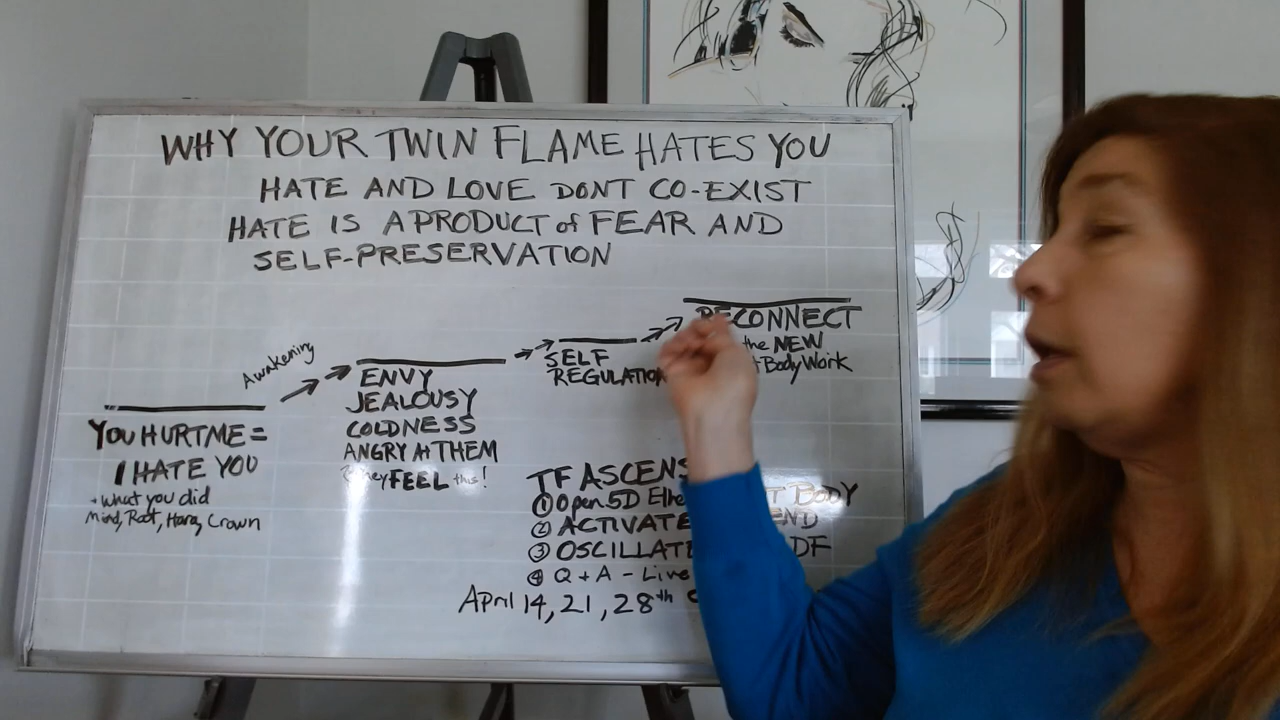 WHY YOUR TWIN FLAME HATES YOU
HATE AND LOVE DONT CO-EXIST
HATE IS A PRODUCT of FEAR AND
SELF-PRESERVATION
Awakening
YOU HURT ME =
I HATE YOU
+ what you did
Mind, Root, Hara, Crown
ENVY
JEALOUSY
COLDNESS
ANGRY At THEM
FEEL this!
SELF
REGULATION
RECONNECT
the NEW
Body Work
TF ASCENS
① Open 5D Ethe T BODY
② ACTIVATE END
③ OSCILLAT DF
④ Q + A - Live
April 14, 21, 28th